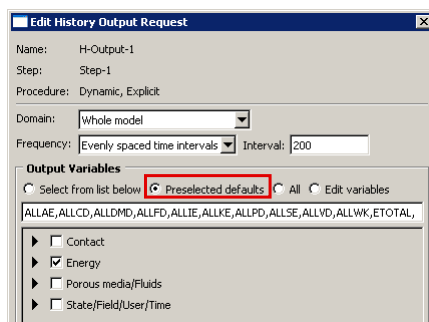 Edit History Output Request
Name: H-Output-1
Step: Step-1
Procedure: Dynamic, Explicit
Domain: Whole model
Frequency: Evenly spaced time intervals Interval: 200
Output Variables
Select from list below Preselected defaults All Edit variables
ALLAE,ALLCD,ALLDMD,ALLFD,ALLIE,ALLKE,ALLPD,ALLSE,ALLVD,ALLWK,ETOTAL,
Contact
Energy
Porous media/Fluids
State/Field/User/Time